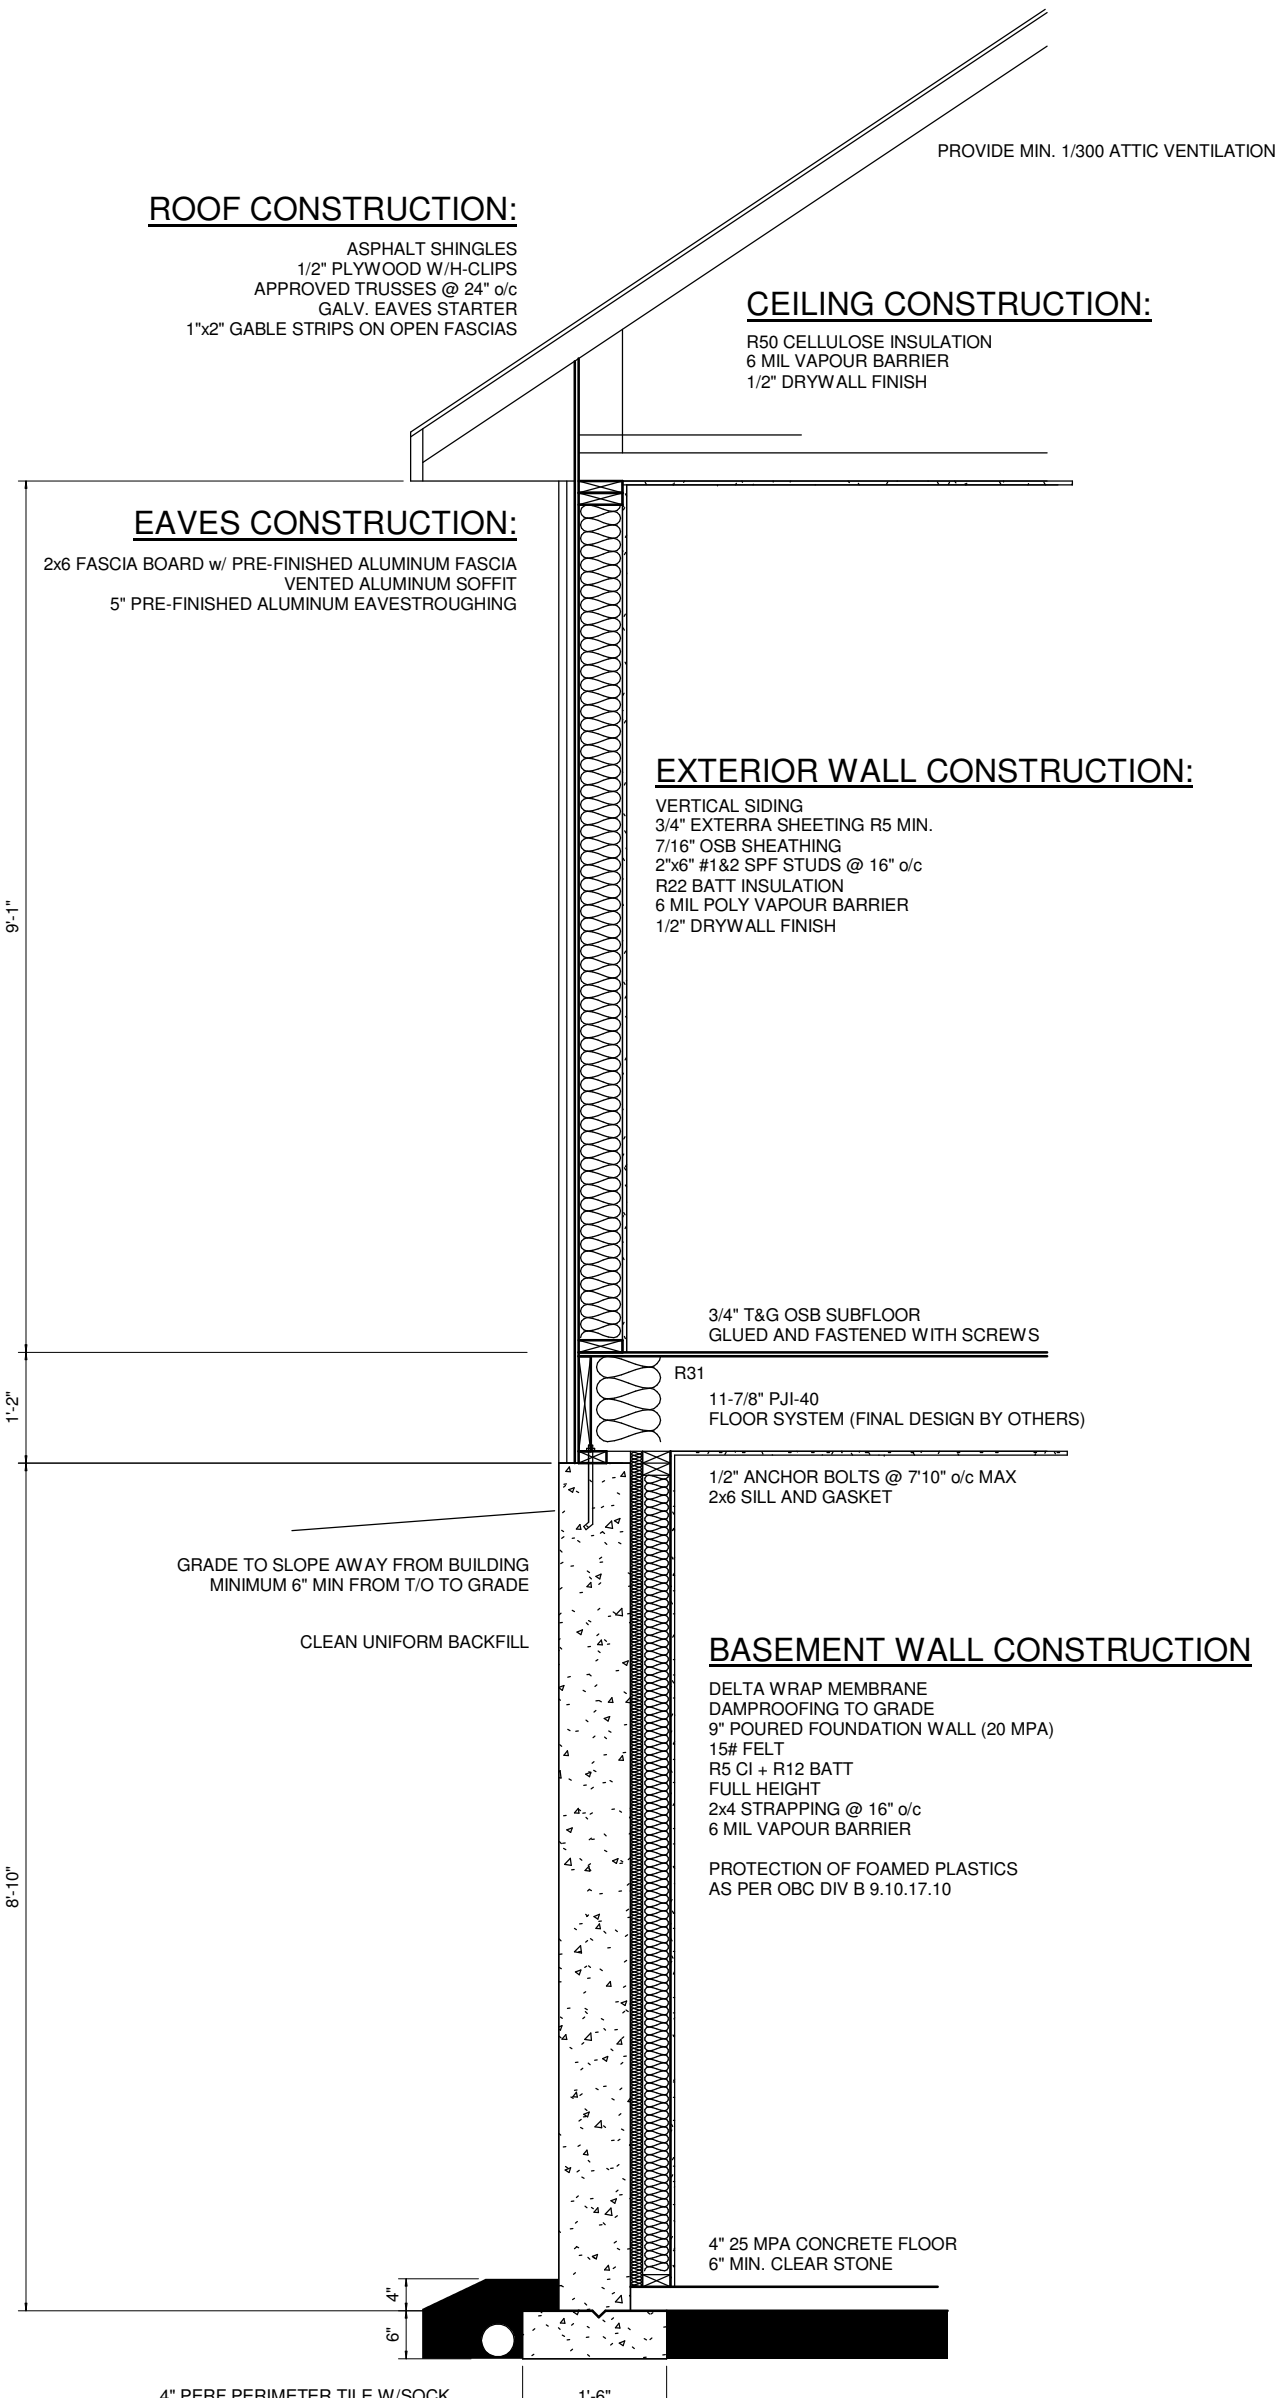 PROVIDE MIN. 1/300 ATTIC VENTILATION
ROOF CONSTRUCTION:
ASPHALT SHINGLES
1/2" PLYWOOD W/H-CLIPS
APPROVED TRUSSES @ 24" o/c
GALV. EAVES STARTER
1"x2" GABLE STRIPS ON OPEN FASCIAS
CEILING CONSTRUCTION:
R50 CELLULOSE INSULATION
6 MIL VAPOUR BARRIER
1/2" DRYWALL FINISH
EAVES CONSTRUCTION:
2x6 FASCIA BOARD w/ PRE-FINISHED ALUMINUM FASCIA
VENTED ALUMINUM SOFFIT
5" PRE-FINISHED ALUMINUM EAVESTROUGHING
EXTERIOR WALL CONSTRUCTION:
VERTICAL SIDING
3/4" EXTERRA SHEETING R5 MIN.
7/16" OSB SHEATHING
2"x6" #1&2 SPF STUDS @ 16" o/c
R22 BATT INSULATION
6 MIL POLY VAPOUR BARRIER
1/2" DRYWALL FINISH
9'-1"
3/4" T&G OSB SUBFLOOR
GLUED AND FASTENED WITH SCREWS
R31
1'-2"
11-7/8" PJI-40
FLOOR SYSTEM (FINAL DESIGN BY OTHERS)
1/2" ANCHOR BOLTS @ 7'10" o/c MAX
2x6 SILL AND GASKET
GRADE TO SLOPE AWAY FROM BUILDING
MINIMUM 6" MIN FROM T/O TO GRADE
CLEAN UNIFORM BACKFILL
BASEMENT WALL CONSTRUCTION
DELTA WRAP MEMBRANE
DAMPROOFING TO GRADE
9" POURED FOUNDATION WALL (20 MPA)
15# FELT
R5 CI + R12 BATT
FULL HEIGHT
2x4 STRAPPING @ 16" o/c
6 MIL VAPOUR BARRIER
PROTECTION OF FOAMED PLASTICS
AS PER OBC DIV B 9.10.17.10
8'-10"
4" 25 MPA CONCRETE FLOOR
6" MIN. CLEAR STONE
4"
6"
4" PERF PERIMETER TILE W/SOCK
1'-6"